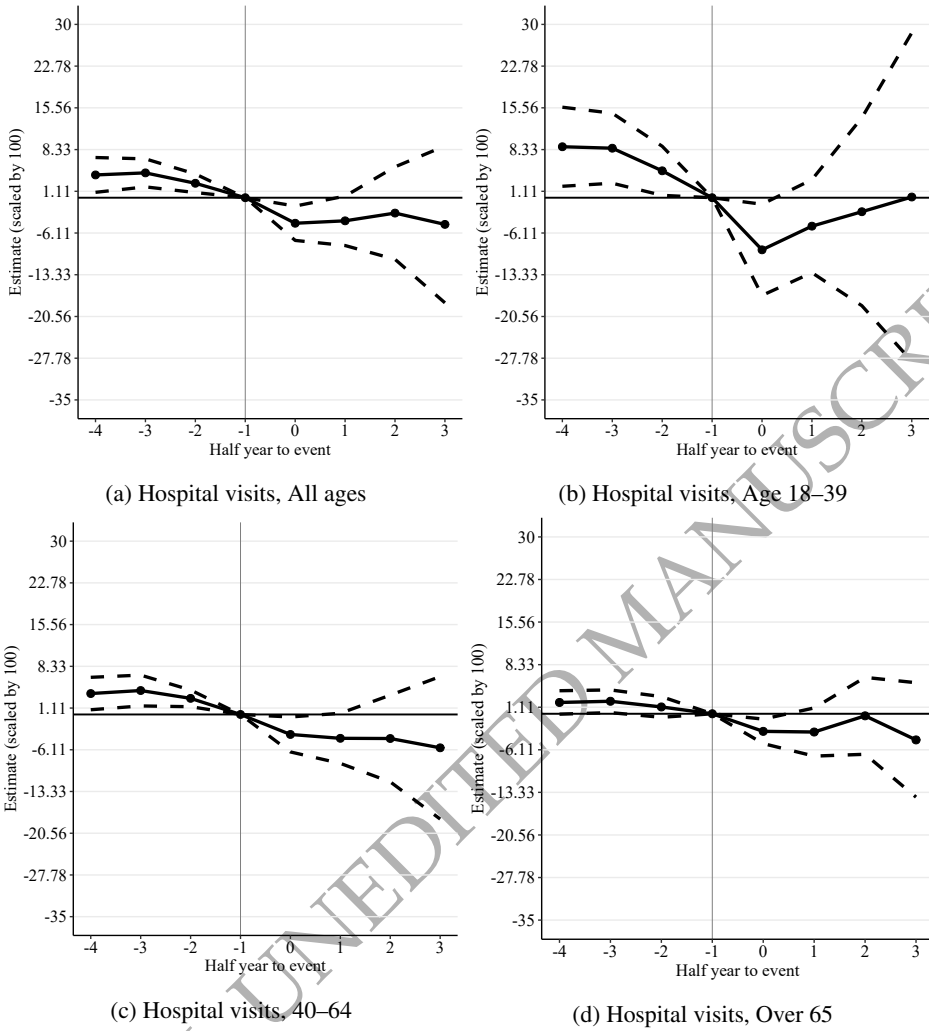 30
22.78
15.56
8.33
1.11
-6.11
-13.33
-20.56
-27.78
-35
Estimate (scaled by 100)
-4 -3 -2 -1 0 1 2 3
Half year to event
(a) Hospital visits, All ages
30
22.78
15.56
8.33
1.11
-6.11
-13.33
-20.56
-27.78
-35
Estimate (scaled by 100)
-4 -3 -2 -1 0 1 2 3
Half year to event
(b) Hospital visits, Age 18–39
30
22.78
15.56
8.33
1.11
-6.11
-13.33
-20.56
-27.78
-35
Estimate (scaled by 100)
-4 -3 -2 -1 0 1 2 3
Half year to event
(c) Hospital visits, 40–64
30
22.78
15.56
8.33
1.11
-6.11
-13.33
-20.56
-27.78
-35
Estimate (scaled by 100)
-4 -3 -2 -1 0 1 2 3
Half year to event
(d) Hospital visits, Over 65
UNEDITED MANUSCRI